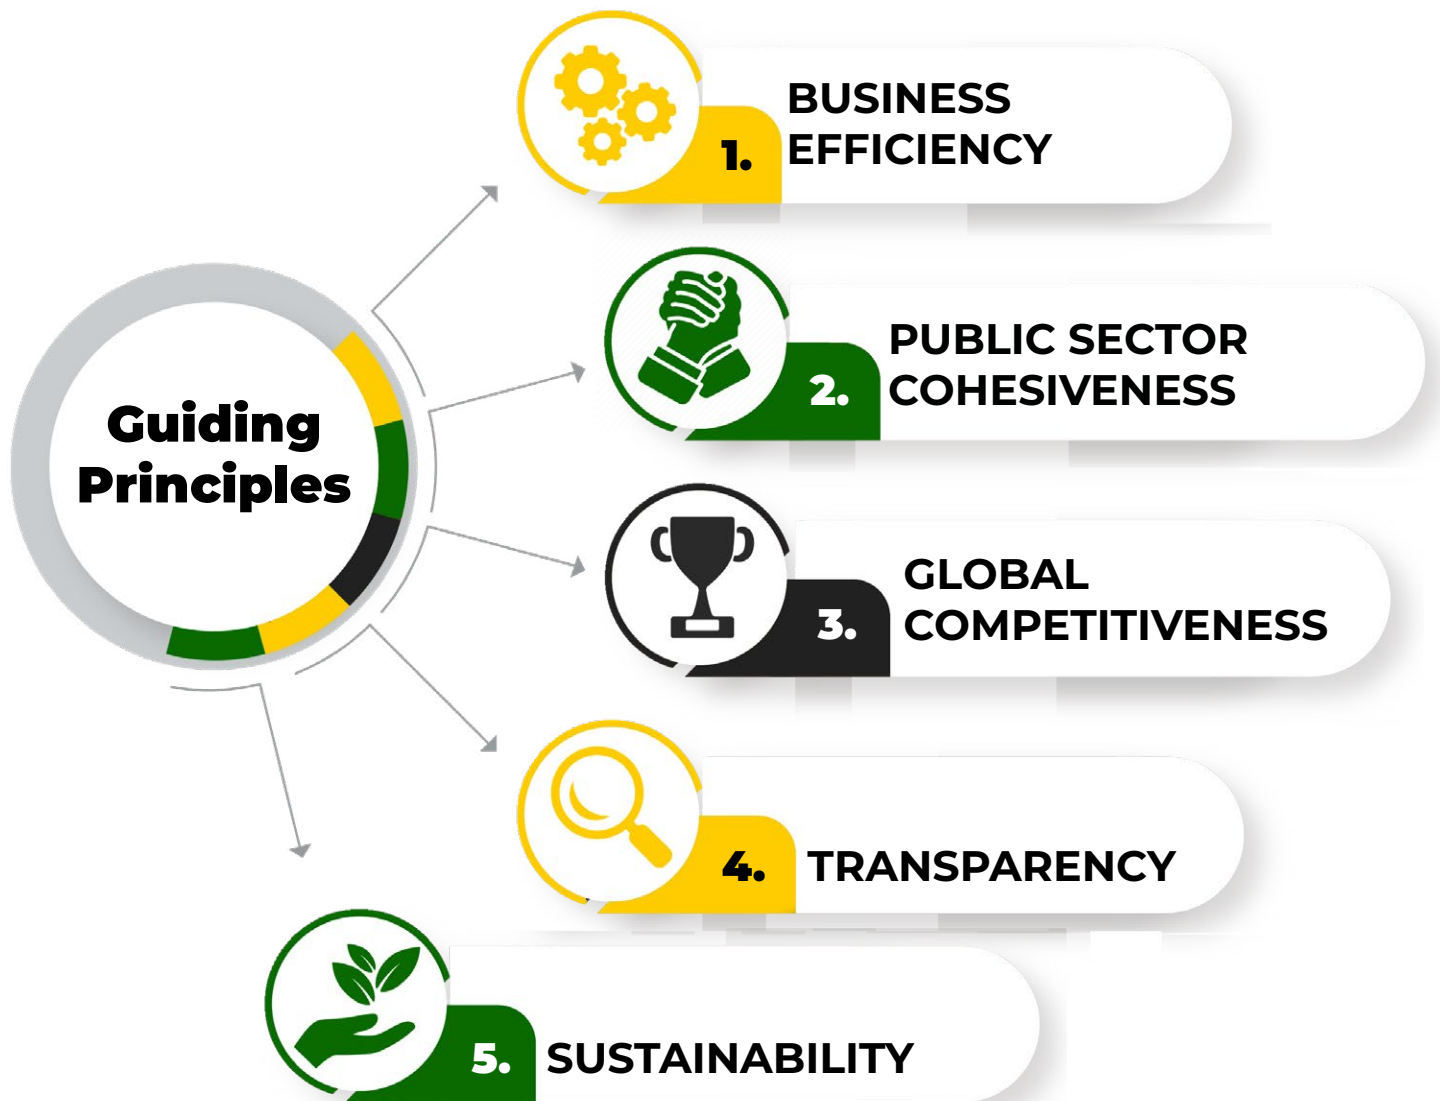 Guiding
Principles
1.
BUSINESS
EFFICIENCY
2.
PUBLIC SECTOR
COHESIVENESS
3.
GLOBAL
COMPETITIVENESS
4.
TRANSPARENCY
5.
SUSTAINABILITY